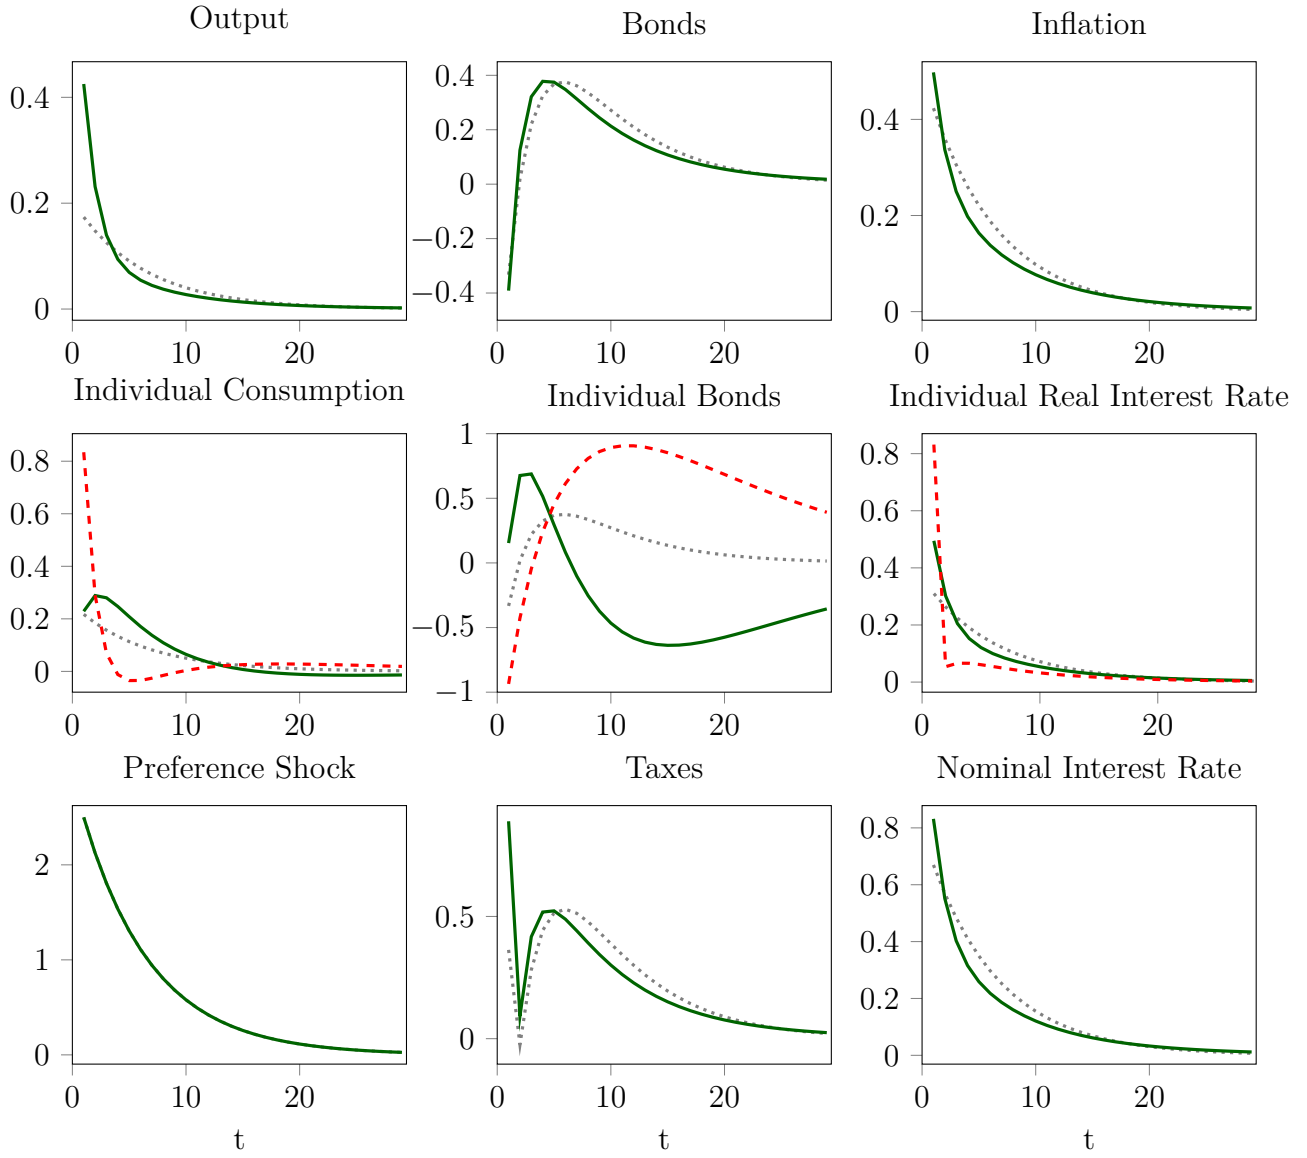 Output
Bonds
Inflation
0.4
0.2
0
0.4
0.2
0
−0.2
−0.4
0.4
0.2
0
0 10 20
0 10 20
0 10 20
Individual Consumption
Individual Bonds
Individual Real Interest Rate
0.8
0.6
0.4
0.2
0
1
0.5
0
−0.5
−1
0.8
0.6
0.4
0.2
0
0 10 20
0 10 20
0 10 20
Preference Shock
Taxes
Nominal Interest Rate
2
1
0
0.5
0
0.8
0.6
0.4
0.2
0
0 10 20
0 10 20
0 10 20
t
t
t